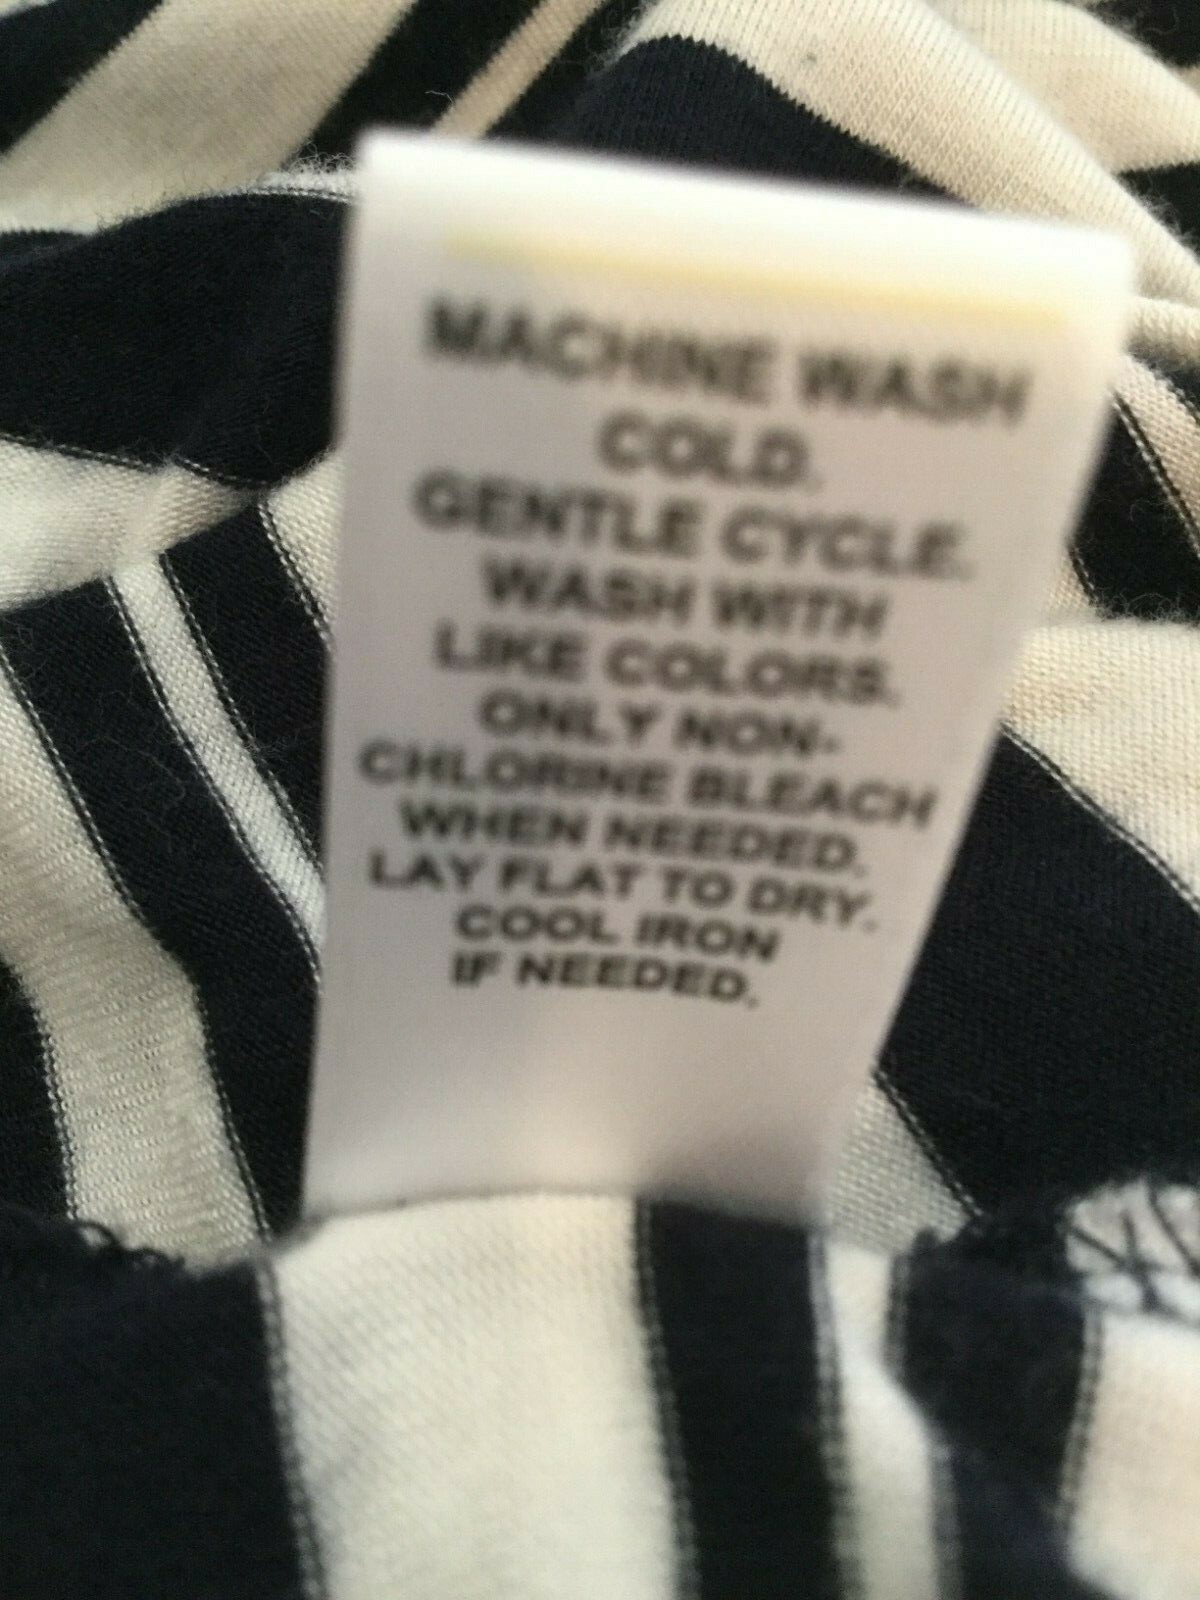 MACHINE WASH
COLD.
GENTLE CYCLE.
WASH WITH
LIKE COLORS.
ONLY NON-
CHLORINE BLEACH
WHEN NEEDED.
LAY FLAT TO DRY.
COOL IRON
IF NEEDED.